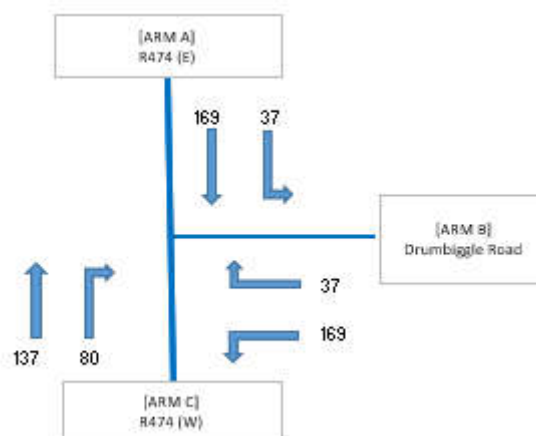 [ARM A]
R474 (E)
169 37
[ARM B]
Drumbiggle Road
37
169
137 80
[ARM C]
R474 (W)